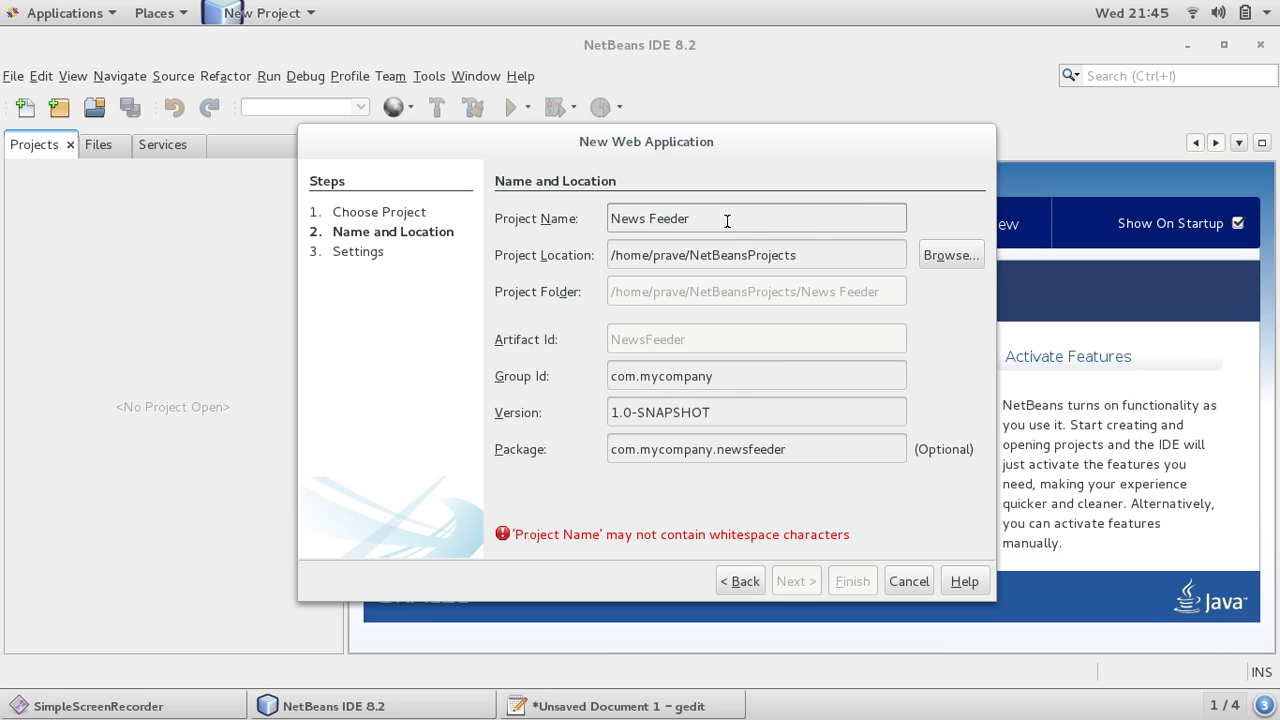 Applications
Places
New Project
Wed 21:45
NetBeans IDE 8.2
File Edit View Navigate Source Refactor Run Debug Profile Team Tools Window Help
Search (Ctrl+I)
Projects
Files
Services
New Web Application
Steps
1. Choose Project
2. Name and Location
3. Settings
Name and Location
Project Name: News Feeder
Project Location: /home/prave/NetBeansProjects Browse...
Project Folder: /home/prave/NetBeansProjects/News Feeder
Artifact Id: NewsFeeder
Group Id: com.mycompany
Version: 1.0-SNAPSHOT
Package: com.mycompany.newsfeeder (Optional)
'Project Name' may not contain whitespace characters
< Back Next > Finish Cancel Help
<No Project Open>
ew
Show On Startup
Activate Features
NetBeans turns on functionality as
you use it. Start creating and
opening projects and the IDE will
just activate the features you
need, making your experience
quicker and cleaner. Alternatively,
you can activate features
manually.
Java
INS
SimpleScreenRecorder
NetBeans IDE 8.2
*Unsaved Document 1 - gedit
1 / 4
3